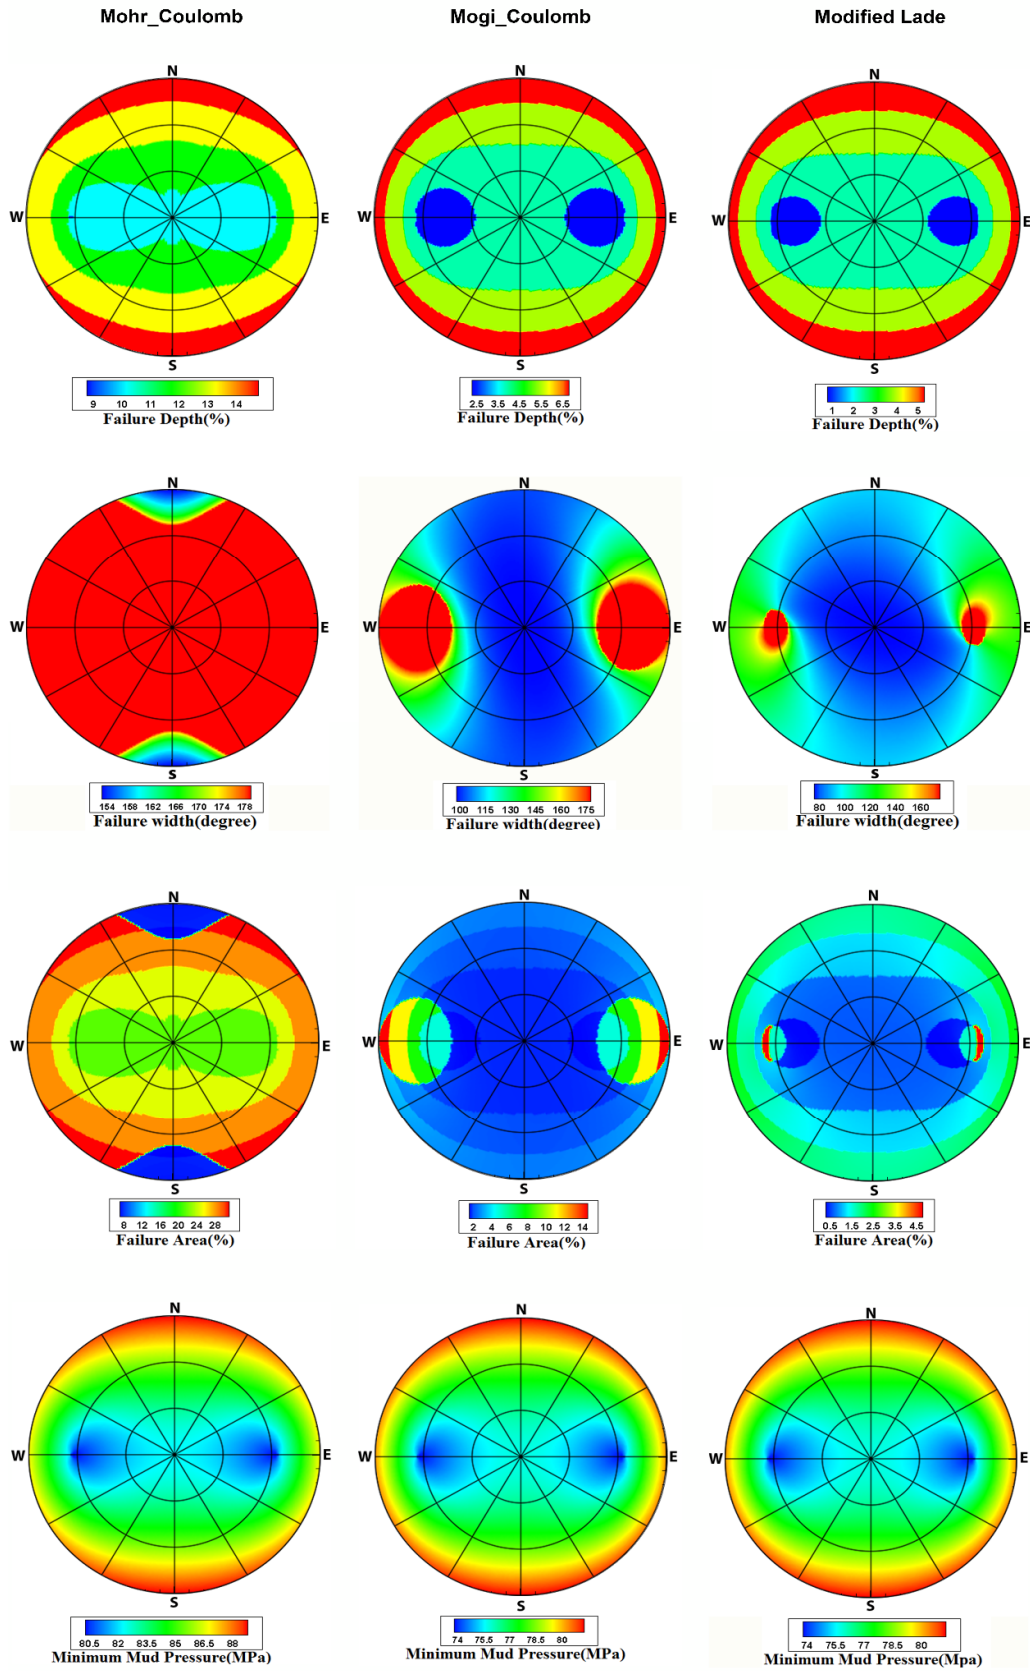 Mohr_Coulomb Mogi_Coulomb Modified Lade
N N N
W E W E W E
S S S
9 10 11 12 13 14
Failure Depth(%)
2.5 3.5 4.5 5.5 6.5
Failure Depth(%)
1 2 3 4 5
Failure Depth(%)
N N N
W E W E W E
S S S
154 158 162 166 170 174 178
Failure width(degree)
100 115 130 145 160 175
Failure width(degree)
80 100 120 140 160
Failure width(degree)
N N N
W E W E W E
S S S
8 12 16 20 24 28
Failure Area(%)
2 4 6 8 10 12 14
Failure Area(%)
0.5 1.5 2.5 3.5 4.5
Failure Area(%)
N N N
W E W E W E
S S S
80.5 82 83.5 85 86.5 88
Minimum Mud Pressure(MPa)
74 75.5 77 78.5 80
Minimum Mud Pressure(MPa)
74 75.5 77 78.5 80
Minimum Mud Pressure(Mpa)